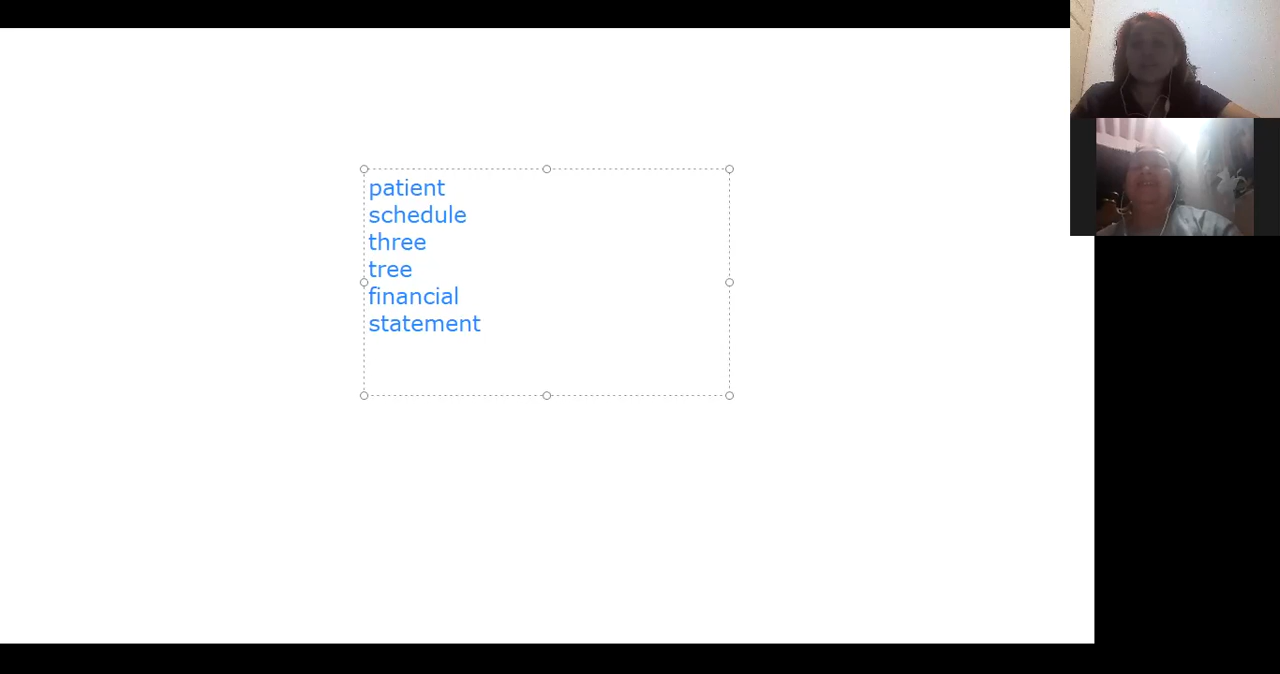 patient
schedule
three
tree
financial
statement